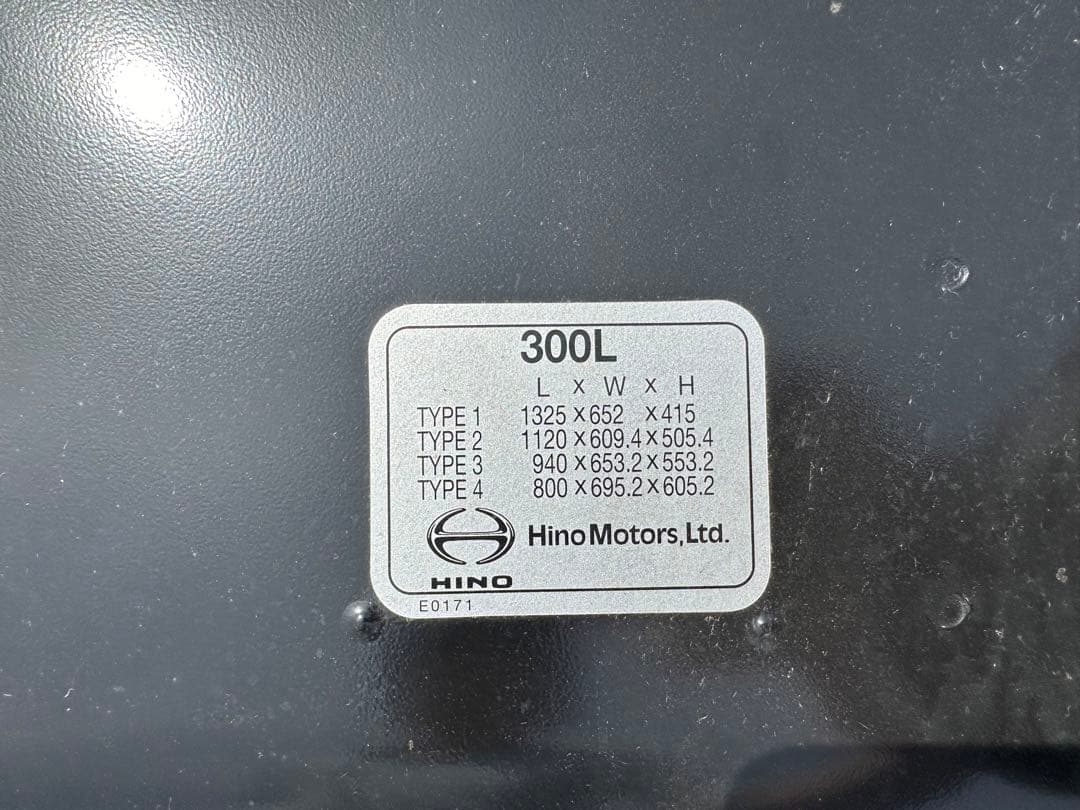 300L
L x W x H
TYPE 1 1325 x 652 x 415
TYPE 2 1120 x 609.4 x 505.4
TYPE 3 940 x 653.2 x 553.2
TYPE 4 800 x 695.2 x 605.2
Hino Motors, Ltd.
HINO
E0171